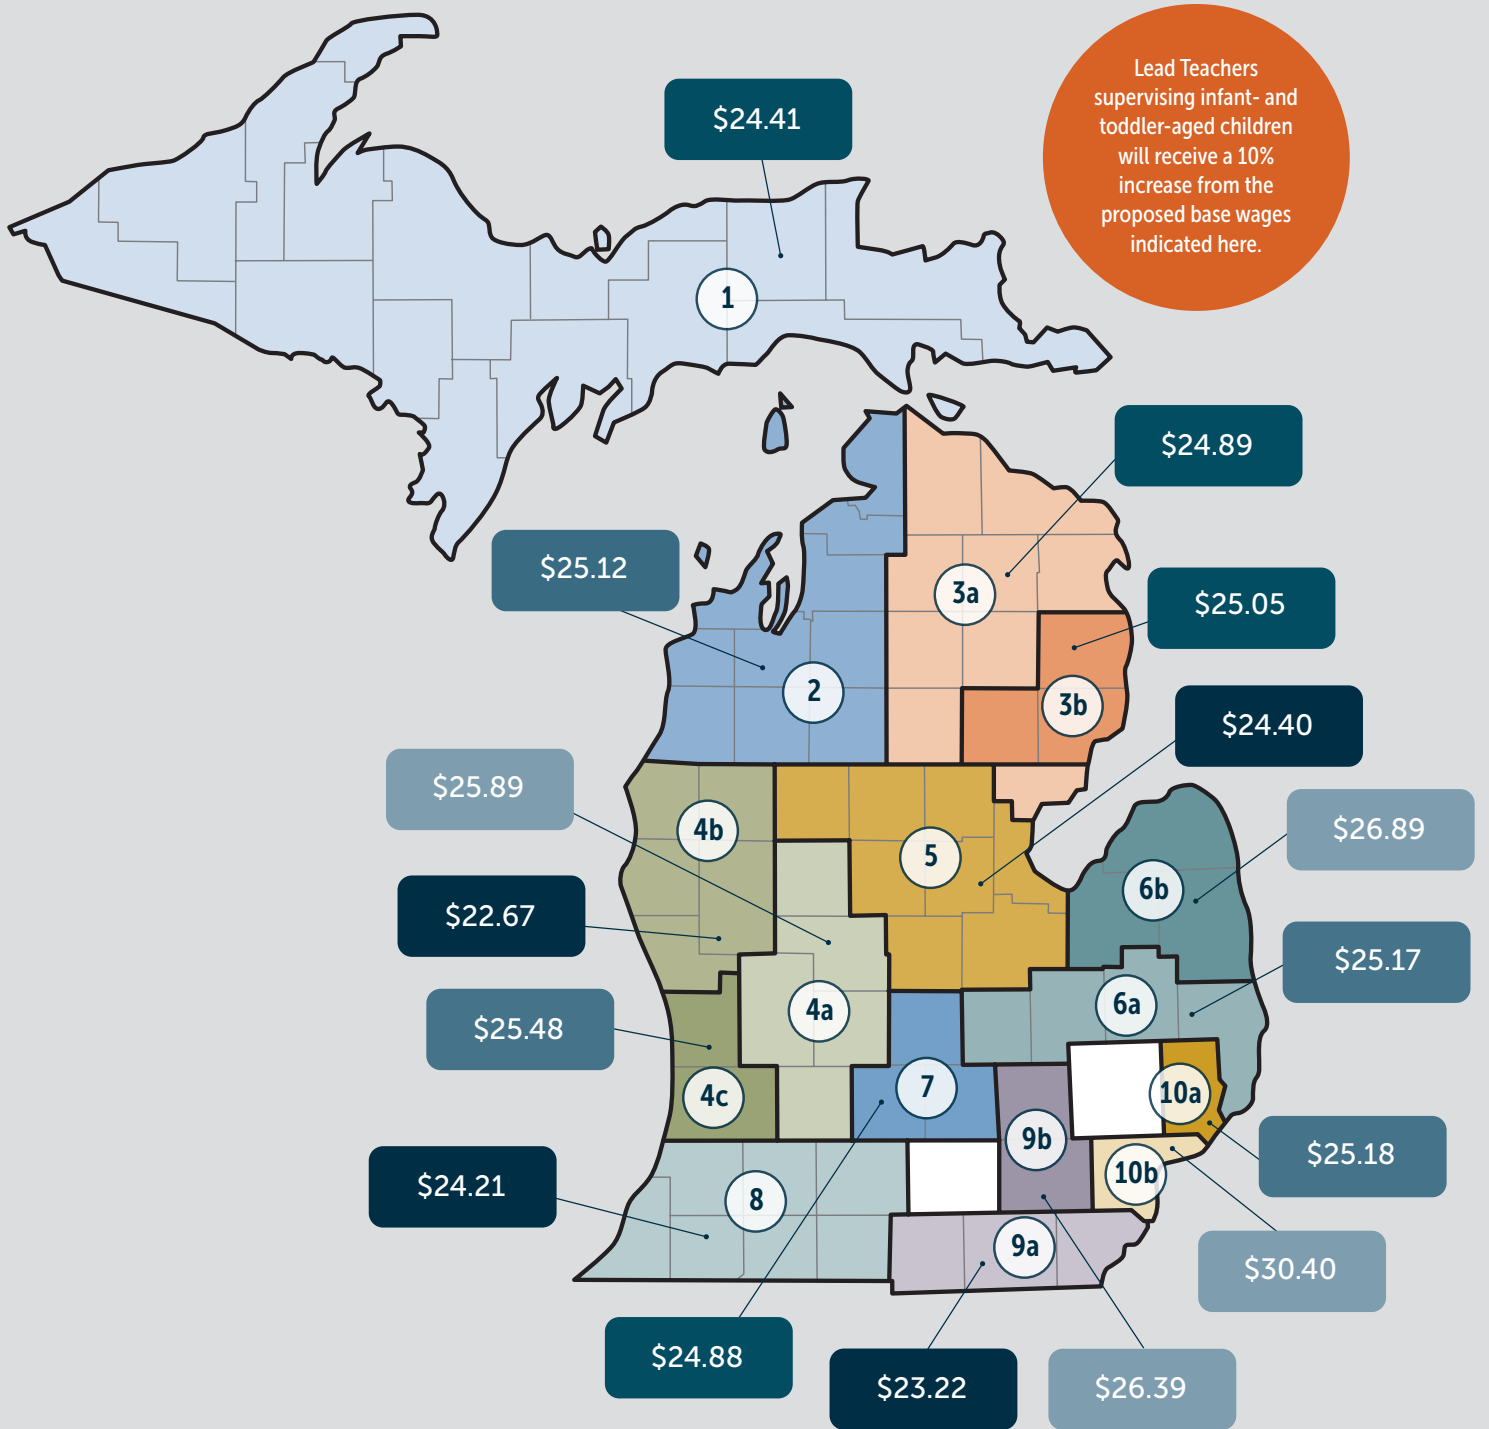 Lead Teachers
supervising infant- and
toddler-aged children
will receive a 10%
increase from the
proposed base wages
indicated here.
$24.41
1
$24.89
$25.12
3a
$25.05
2
3b
$24.40
$25.89
4b
5
$26.89
6b
$22.67
$25.17
4a
6a
$25.48
7
10a
4c
9b
$25.18
10b
$24.21
8
9a
$30.40
$24.88
$23.22
$26.39